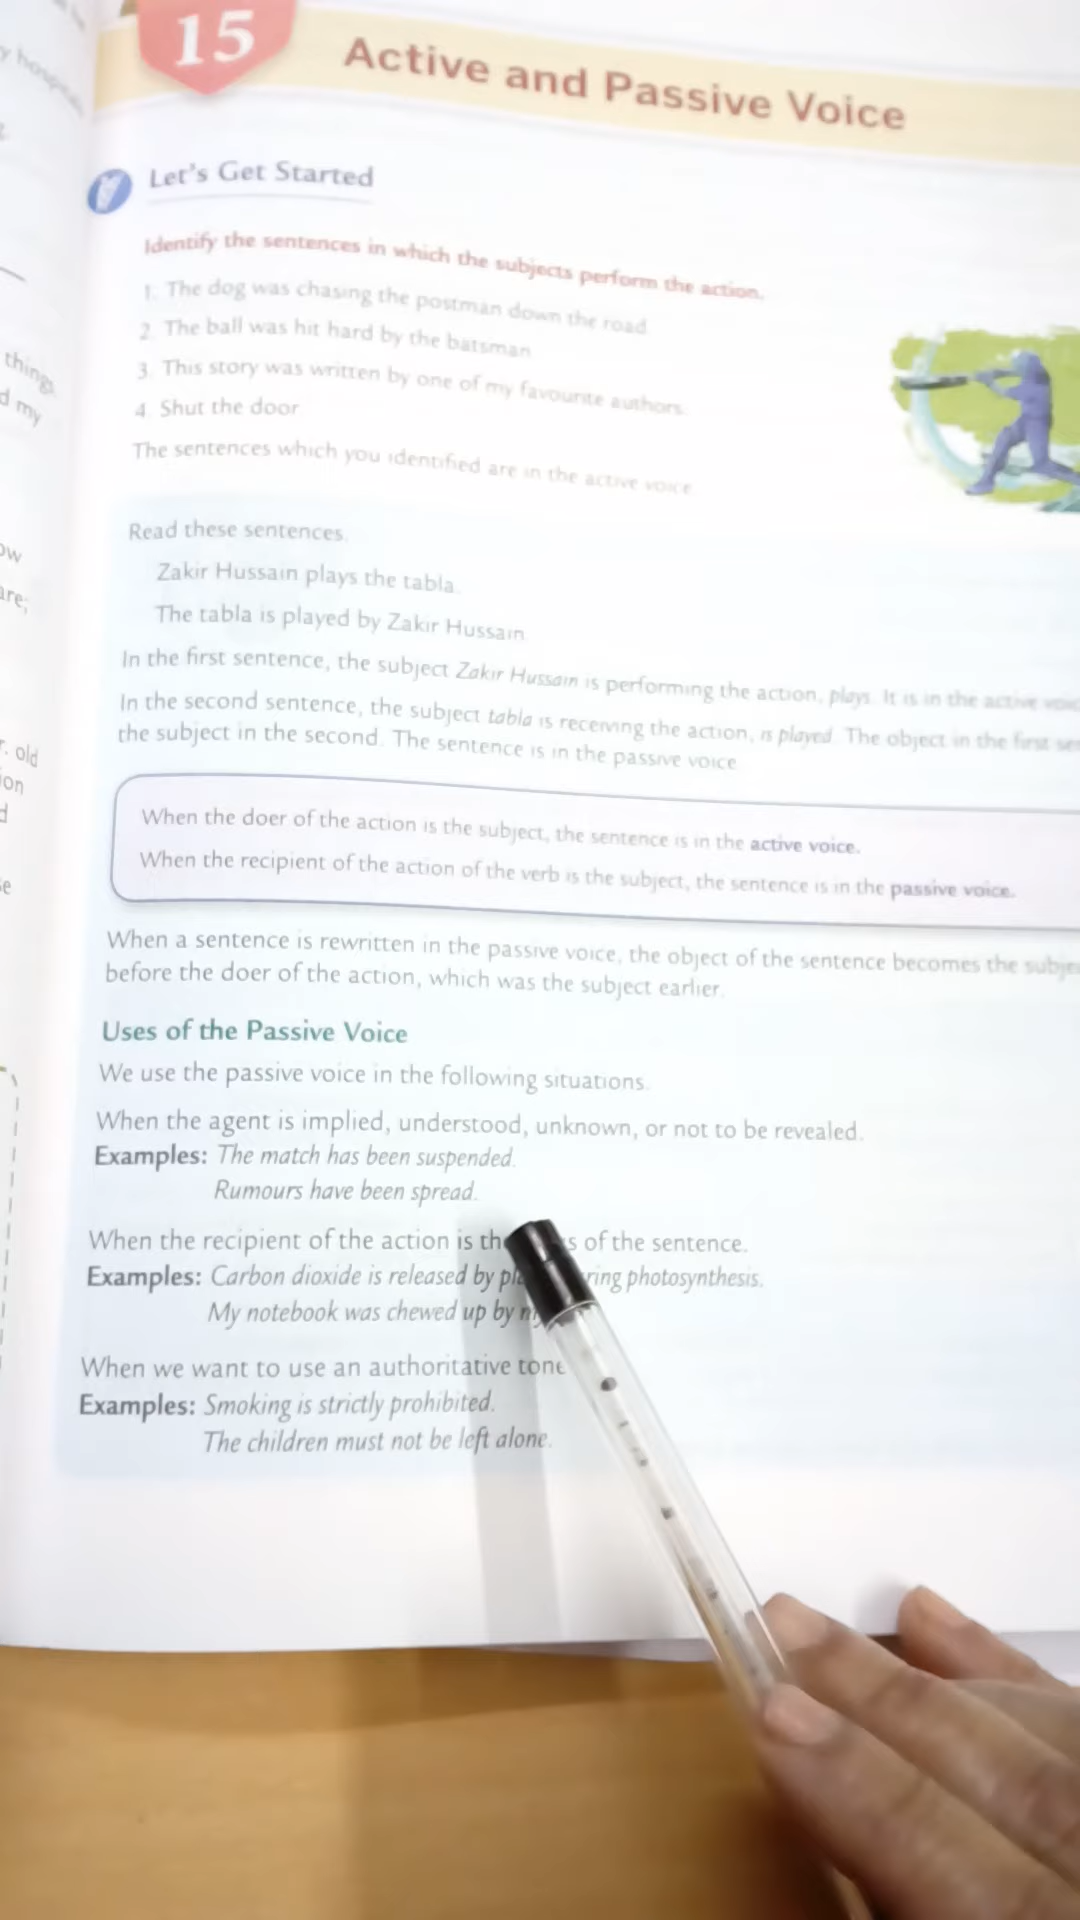 15
Active and Passive Voice
Let's Get Started
Identify the sentences in which the subjects perform the action.
1. The dog was chasing the postman down the road
2. The ball was hit hard by the batsman
3. This story was written by one of my favourite authors.
4. Shut the door
The sentences which you identified are in the active voice
Read these sentences.
Zakir Hussain plays the tabla.
The tabla is played by Zakir Hussain
In the first sentence, the subject Zakir Hussain is performing the action, plays. It is in the active
In the second sentence, the subject tabla is receiving the action, is played. The object in the first
the subject in the second. The sentence is in the passive voice
When the doer of the action is the subject, the sentence is in the active voice.
When the recipient of the action of the verb is the subject, the sentence is in the passive voice.
When a sentence is rewritten in the passive voice, the object of the sentence becomes the
before the doer of the action, which was the subject earlier.
Uses of the Passive Voice
We use the passive voice in the following situations.
When the agent is implied, understood, unknown, or not to be revealed.
Examples: The match has been suspended.
Rumours have been spread.
When the recipient of the action is of the sentence.
Examples: Carbon dioxide is released by photosynthesis.
My notebook was chewed up by
When we want to use an authoritative tone
Examples: Smoking is strictly prohibited.
The children must not be left alone.
things
d my
old